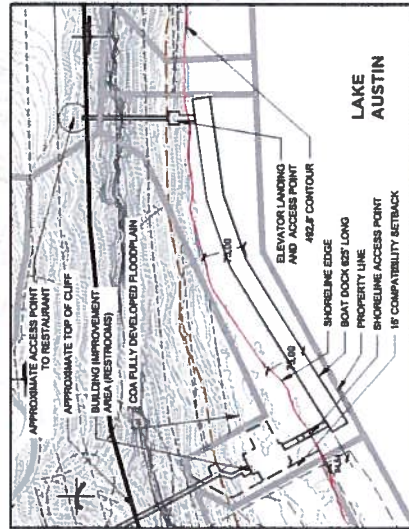 APPROXIMATE ACCESS POINT
TO RESTAURANT
APPROXIMATE TOP OF CLIFF
BUILDING IMPROVEMENT
AREA (RESTROOMS)
COA FULLY DEVELOPED FLOODPLAIN
75.00
75.00
LAKE
AUSTIN
ELEVATOR LANDING
AND ACCESS POINT
492.8' CONTOUR
SHORELINE EDGE
BOAT DOCK 625' LONG
PROPERTY LINE
SHORELINE ACCESS POINT
15' COMPATIBILITY SETBACK